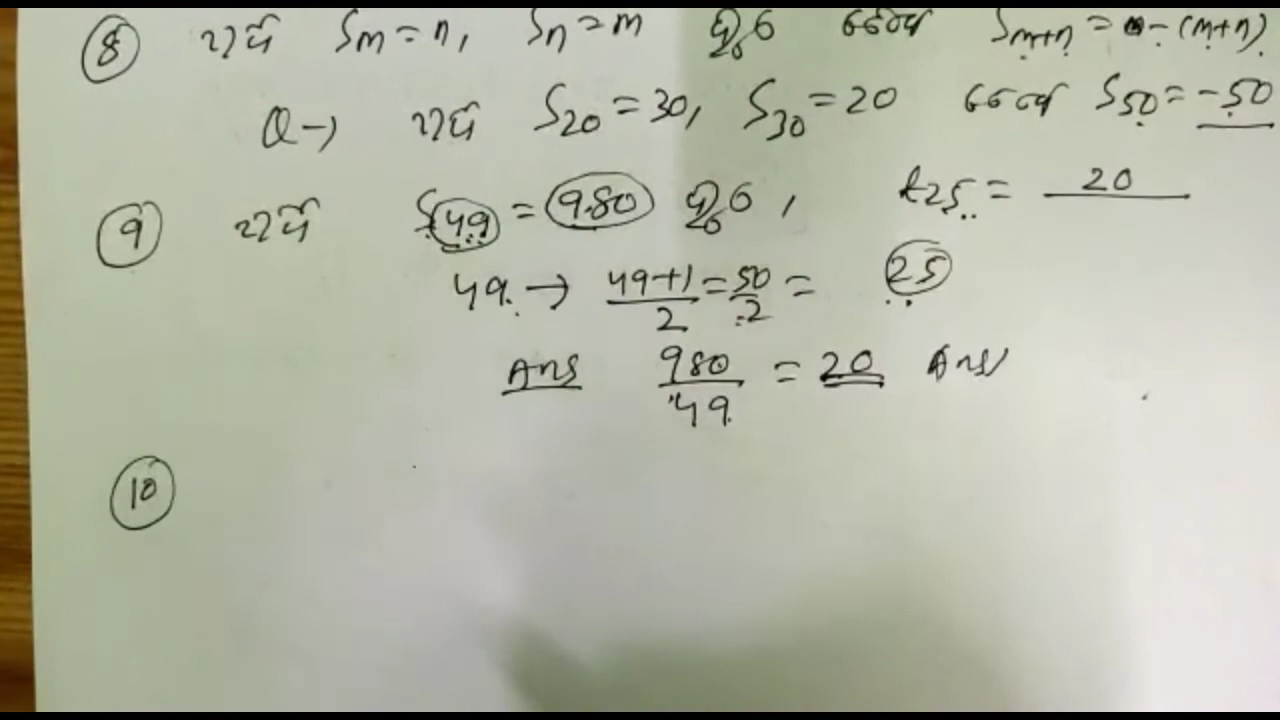 ⑧ ଯଦି Sm = n, Sn = m ହୁଏ ତେବେ Sm+n = -(m+n)
Q → ଯଦି S20 = 30, S30 = 20 ତେବେ S50 = -50
⑨ ଯଦି S49 = 980 ହୁଏ, t25 = 20
49 → 49+1/2 = 50/2 = 25
Ans 980/49 = 20 Ans
⑩